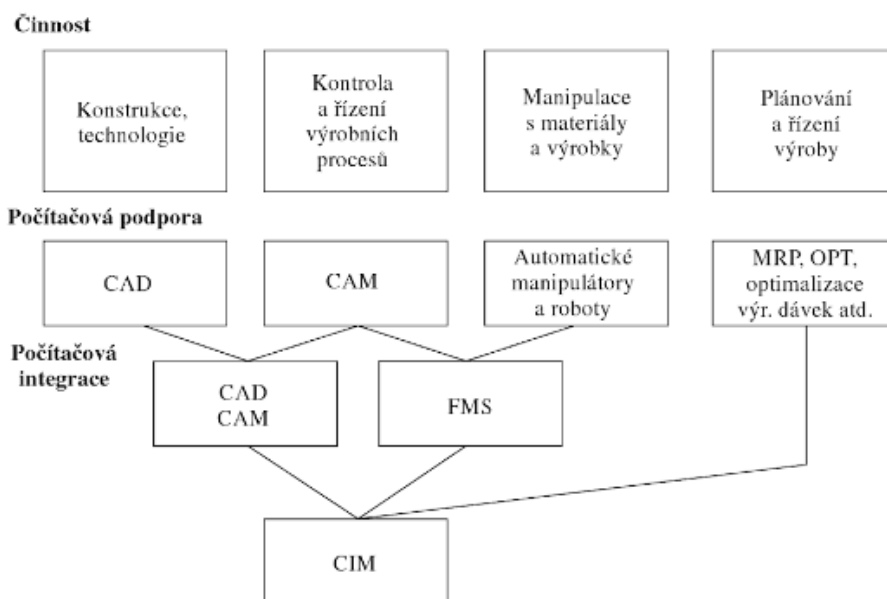 Činnost
Konstrukce,
technologie
Kontrola
a řízení
výrobních
procesů
Manipulace
s materiály
a výrobky
Plánování
a řízení
výroby
Počítačová podpora
CAD
CAM
Automatické
manipulátory
a roboty
MRP, OPT,
optimalizace
výr. dávek atd.
Počítačová
integrace
CAD
CAM
FMS
CIM